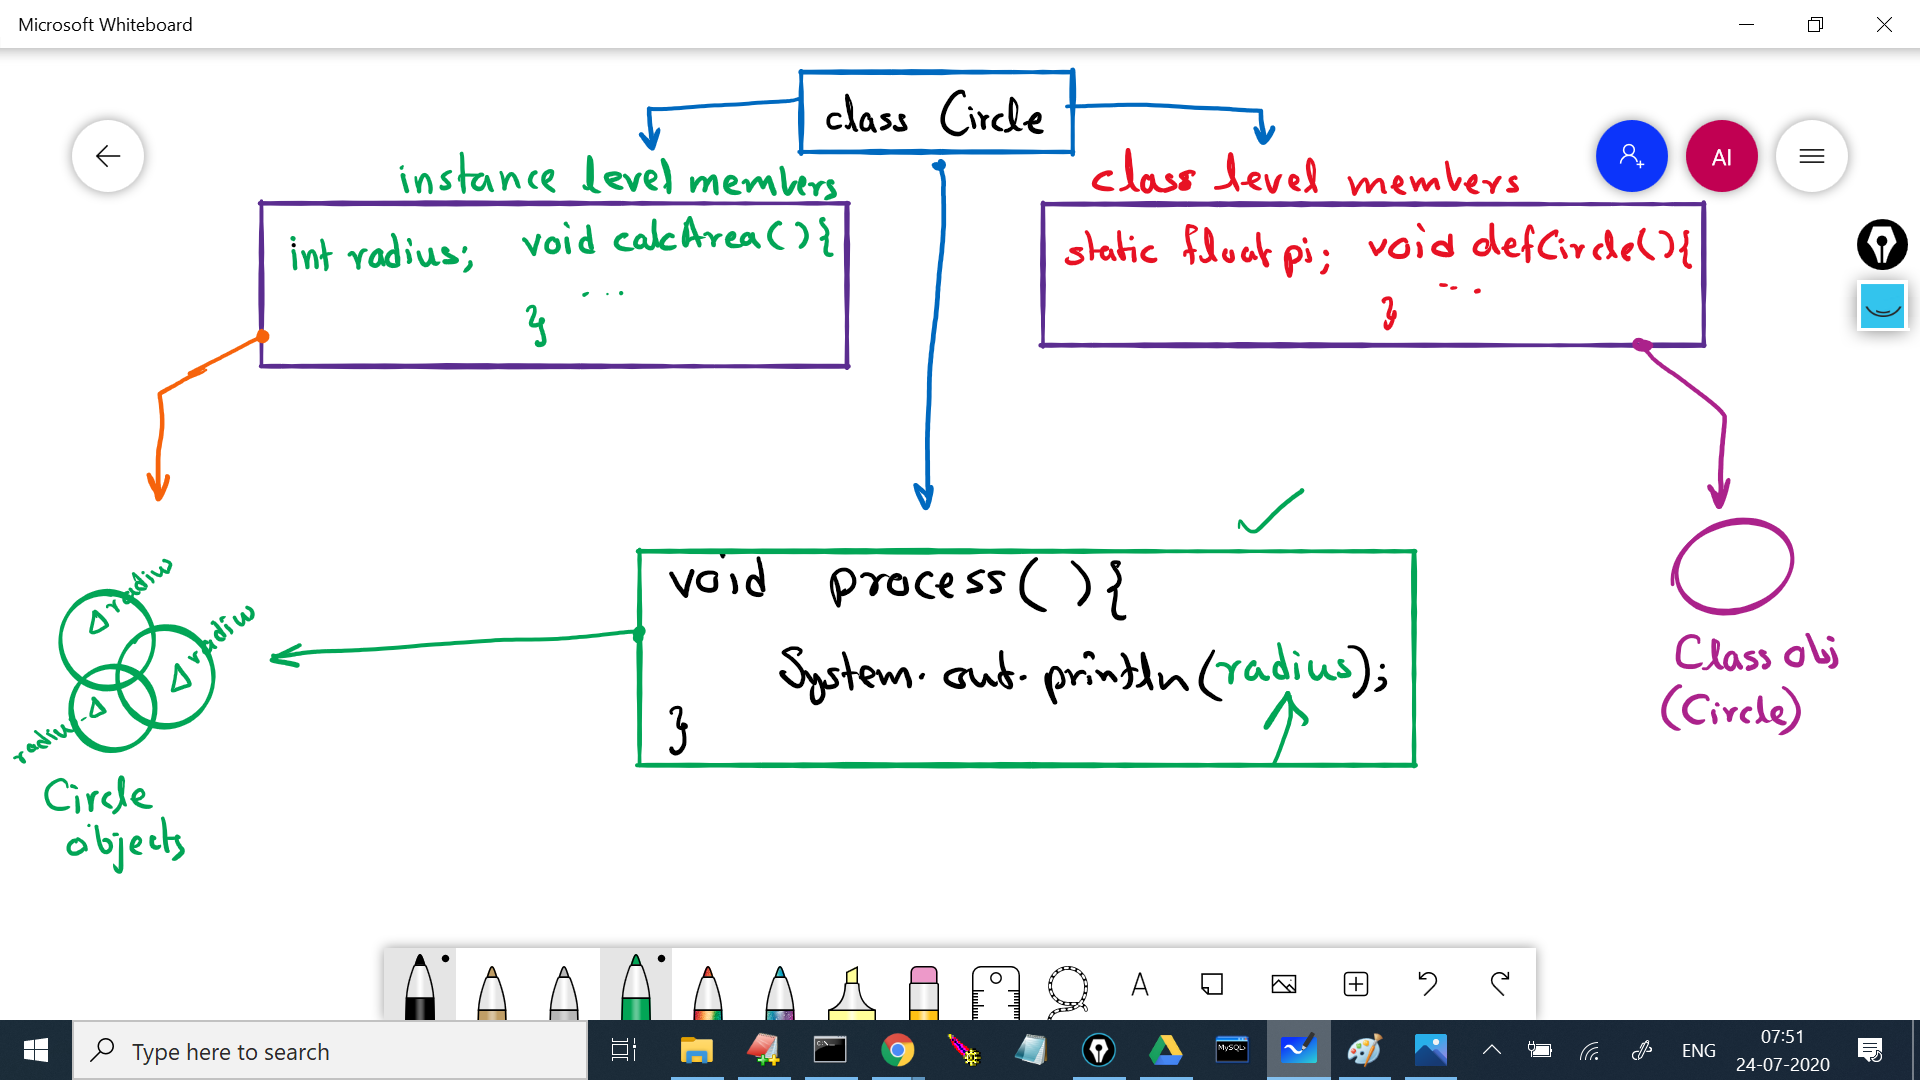 Microsoft Whiteboard
class Circle
AI
instance level members
int radius; void calcArea(){
...
}
class level members
static float pi; void defCircle(){
...
}
void process(){
System.out.println(radius);
}
radius
radius
radius
Circle
objects
Class obj
(Circle)
A
Type here to search
MySQL
ENG
07:51
24-07-2020